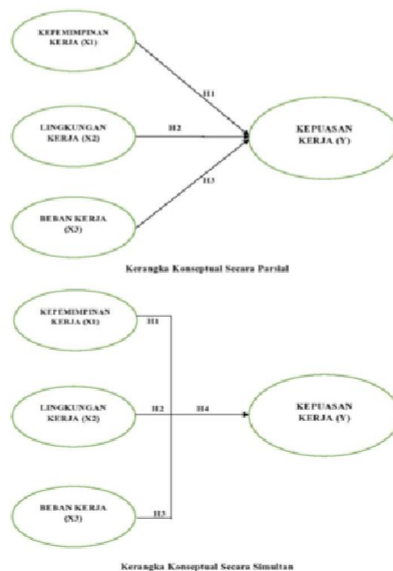 KEPEMIMPINAN
KERJA (X1)
H1
LINGKUNGAN
KERJA (X2)
H2
KEPUASAN
KERJA (Y)
H3
BEBAN KERJA
(X3)
Kerangka Konseptual Secara Parsial
KEPEMIMPINAN
KERJA (X1)
H1
LINGKUNGAN
KERJA (X2)
H2
H4
KEPUASAN
KERJA (Y)
BEBAN KERJA
(X3)
H3
Kerangka Konseptual Secara Simultan